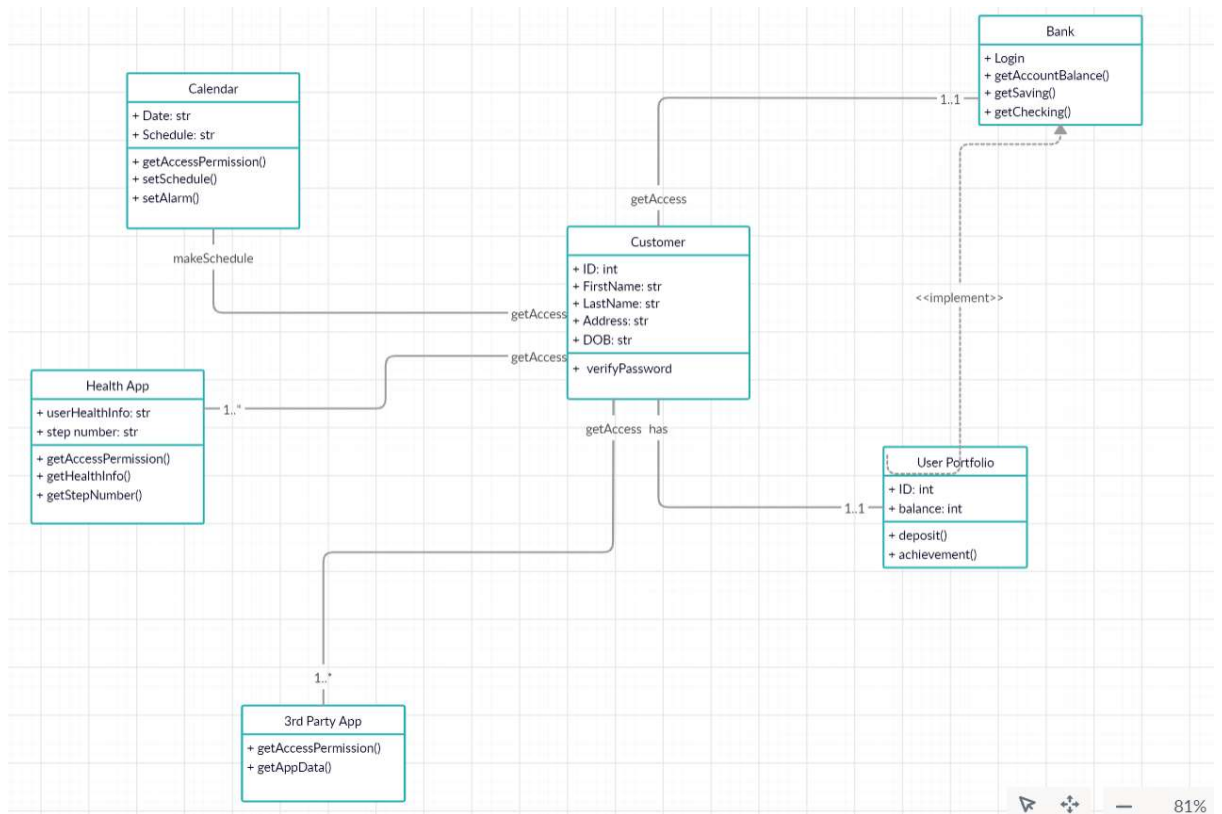 Bank
+ Login
+ getAccountBalance()
+ getSaving()
+ getChecking()
1..1
Calendar
+ Date: str
+ Schedule: str
+ getAccessPermission()
+ setSchedule()
+ setAlarm()
makeSchedule
getAccess
Customer
+ ID: int
+ FirstName: str
+ LastName: str
+ Address: str
+ DOB: str
+ verifyPassword
getAccess
getAccess
<<implement>>
Health App
+ userHealthInfo: str
+ step number: str
+ getAccessPermission()
+ getHealthInfo()
+ getStepNumber()
1..*
getAccess
has
User Portfolio
+ ID: int
+ balance: int
+ deposit()
+ achievement()
1..1
1..*
3rd Party App
+ getAccessPermission()
+ getAppData()
81%